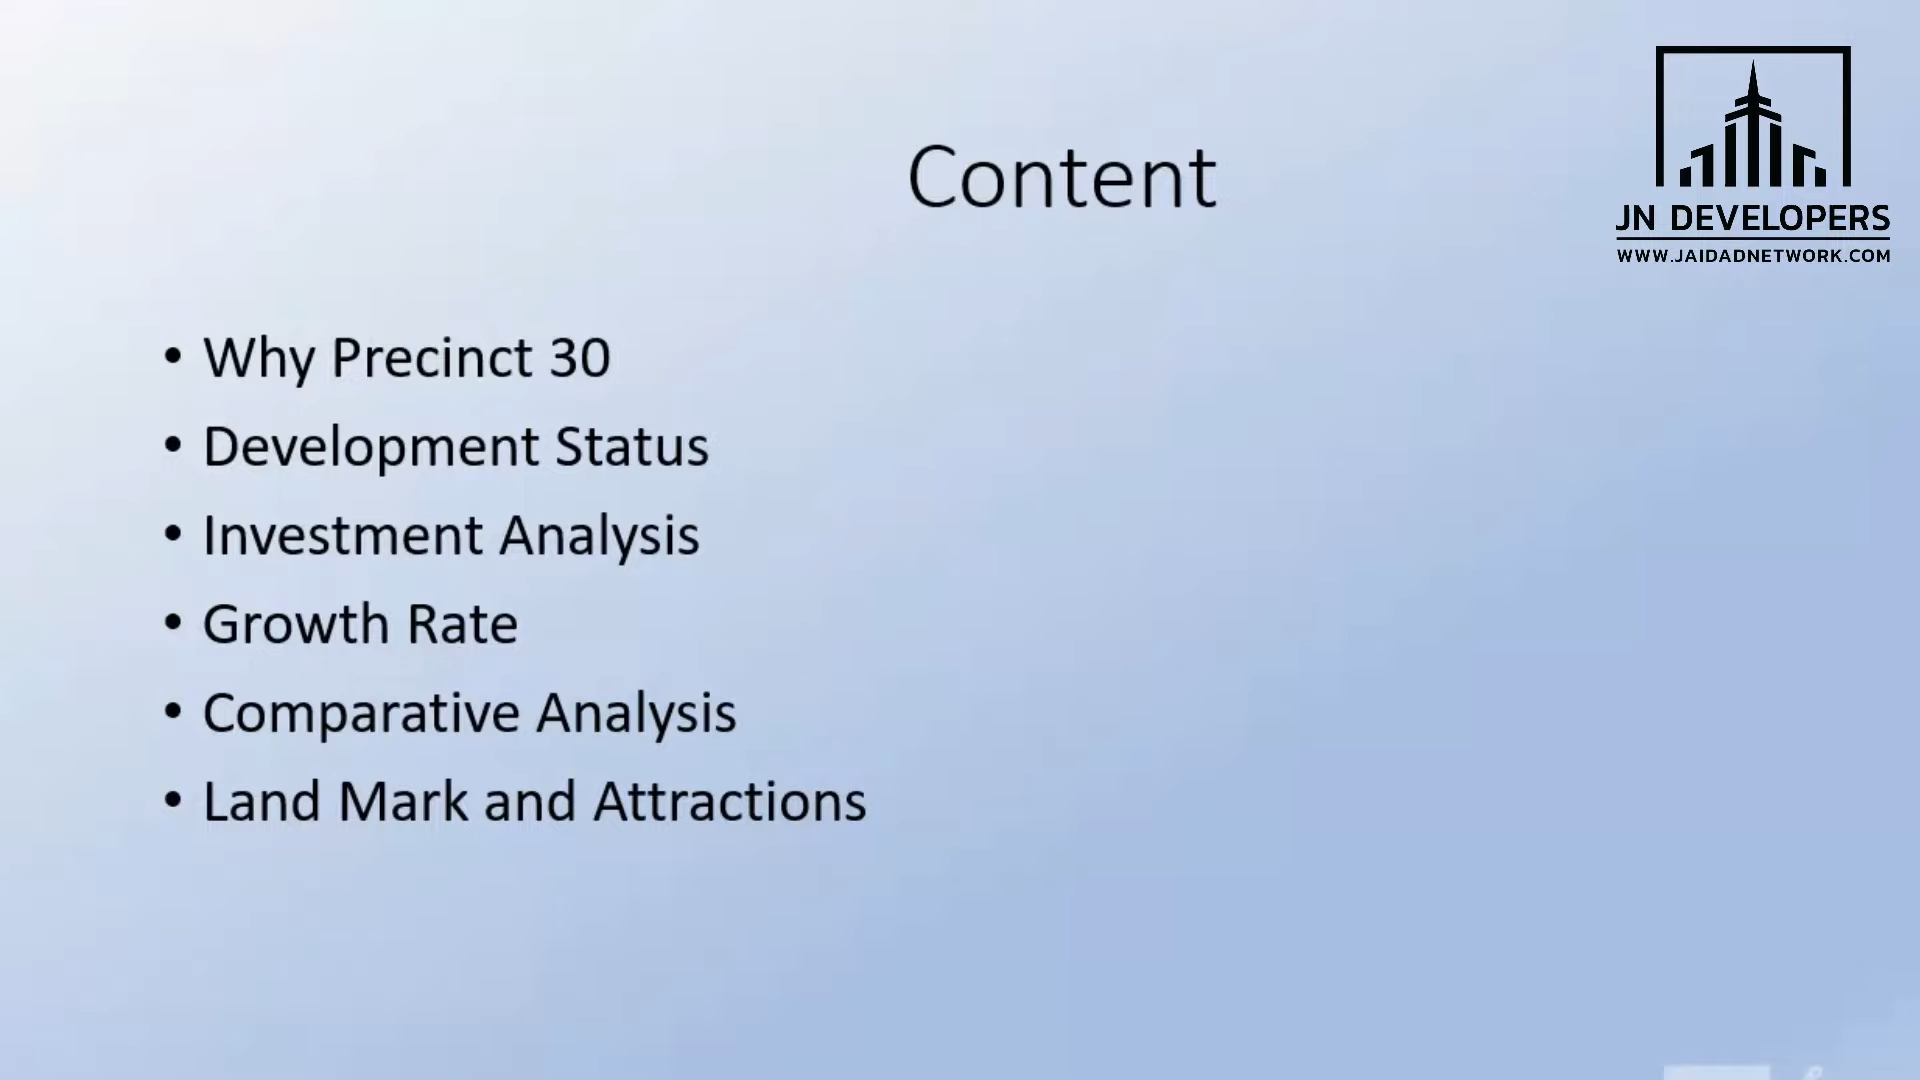 Content
JN DEVELOPERS
WWW.JAIDADNETWORK.COM
• Why Precinct 30
• Development Status
• Investment Analysis
• Growth Rate
• Comparative Analysis
• Land Mark and Attractions